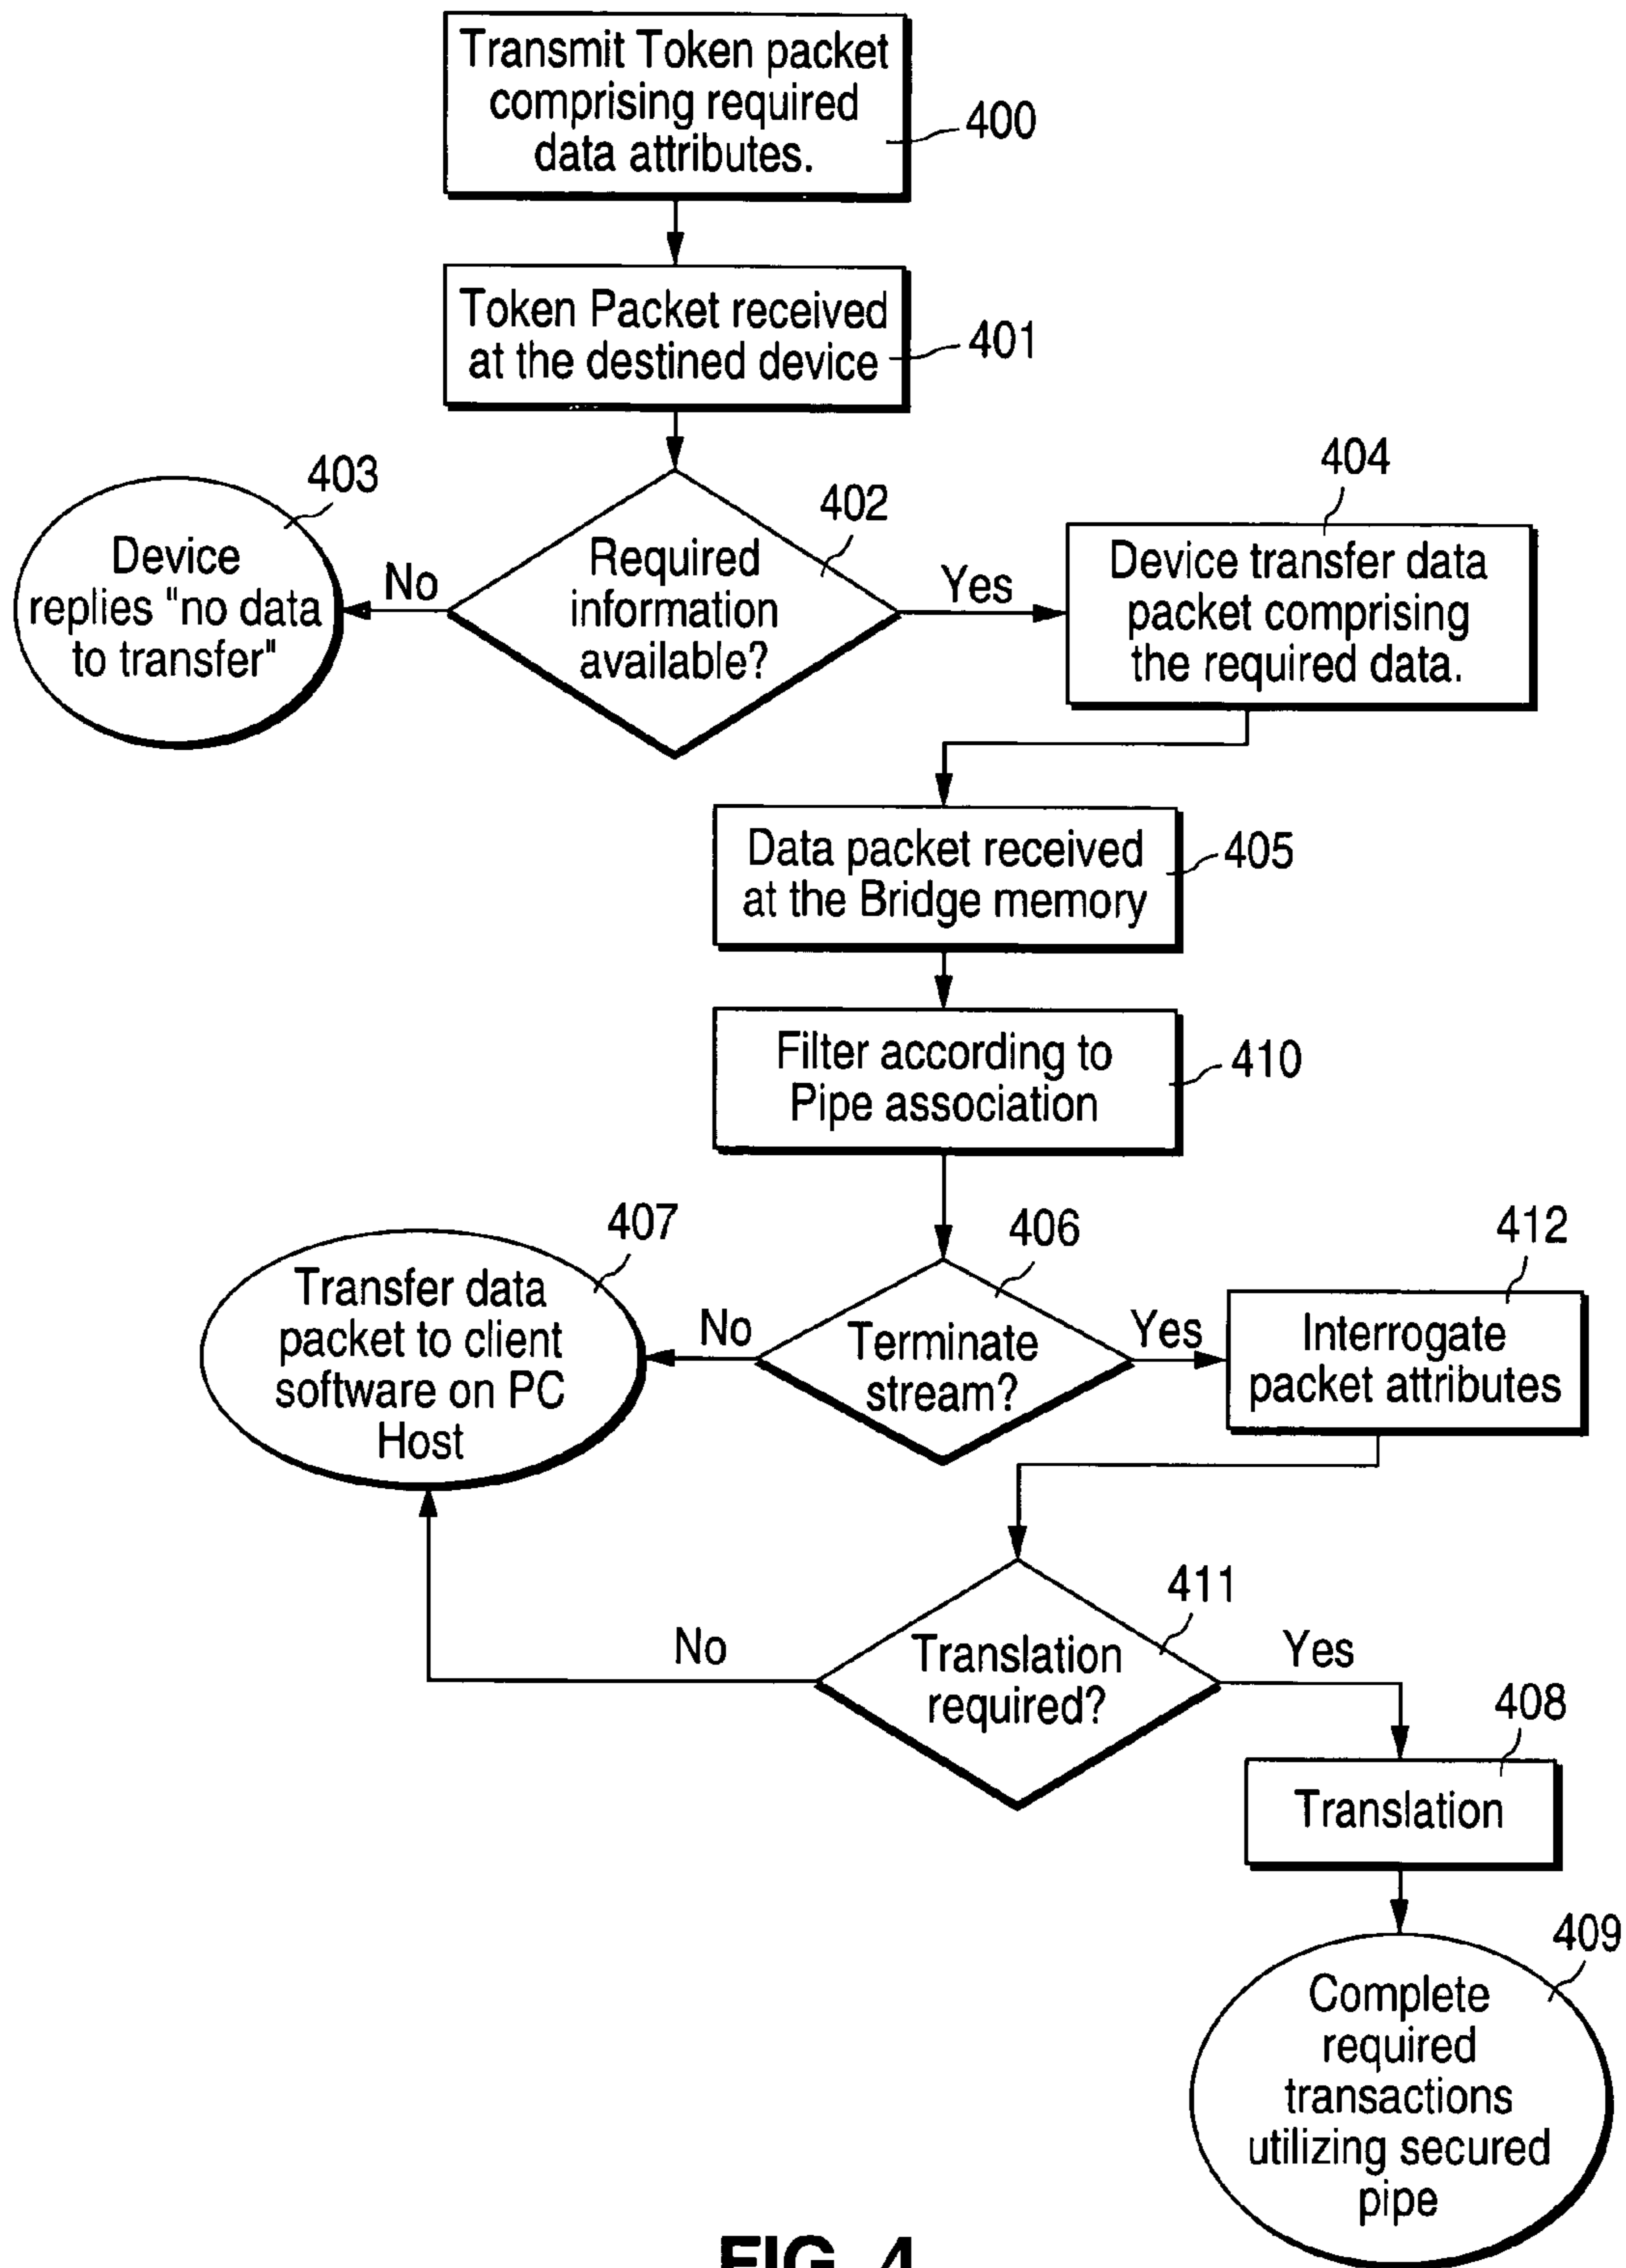 Transmit Token packet
comprising required
data attributes.
400
Token Packet received
at the destined device
401
403
Device
replies "no data
to transfer"
No
402
Required
information
available?
Yes
404
Device transfer data
packet comprising
the required data.
Data packet received
at the Bridge memory
405
Filter according to
Pipe association
410
407
Transfer data
packet to client
software on PC
Host
No
406
Terminate
stream?
Yes
412
Interrogate
packet attributes
No
411
Translation
required?
Yes
408
Translation
409
Complete
required
transactions
utilizing secured
pipe
FIG. 4